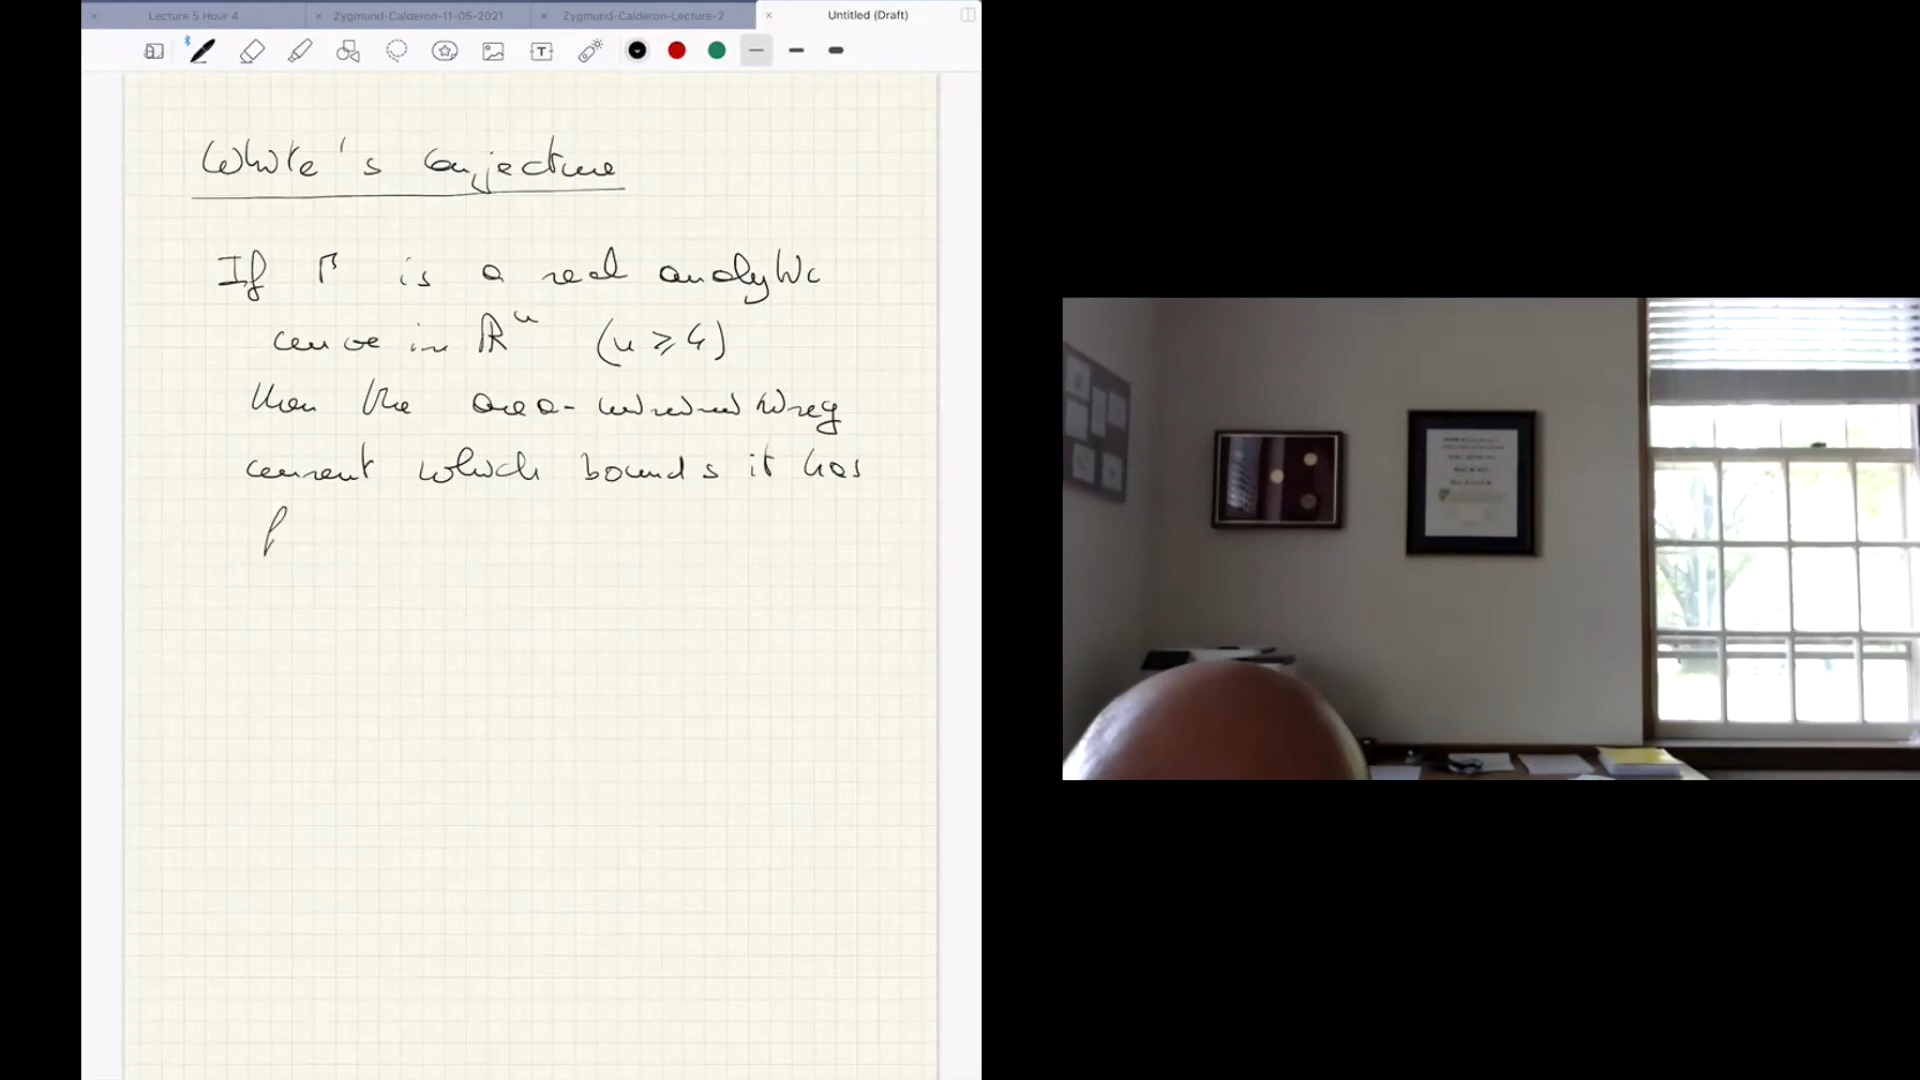 Lecture 5 Hour 4
Zygmund-Calderon-11-05-2021
Zygmund-Calderon-Lecture-2
Untitled (Draft)
White's conjecture
If Γ is a real analytic
curve in ℝⁿ (n ≥ 4)
then the area-minimizing
current which bounds it has
f